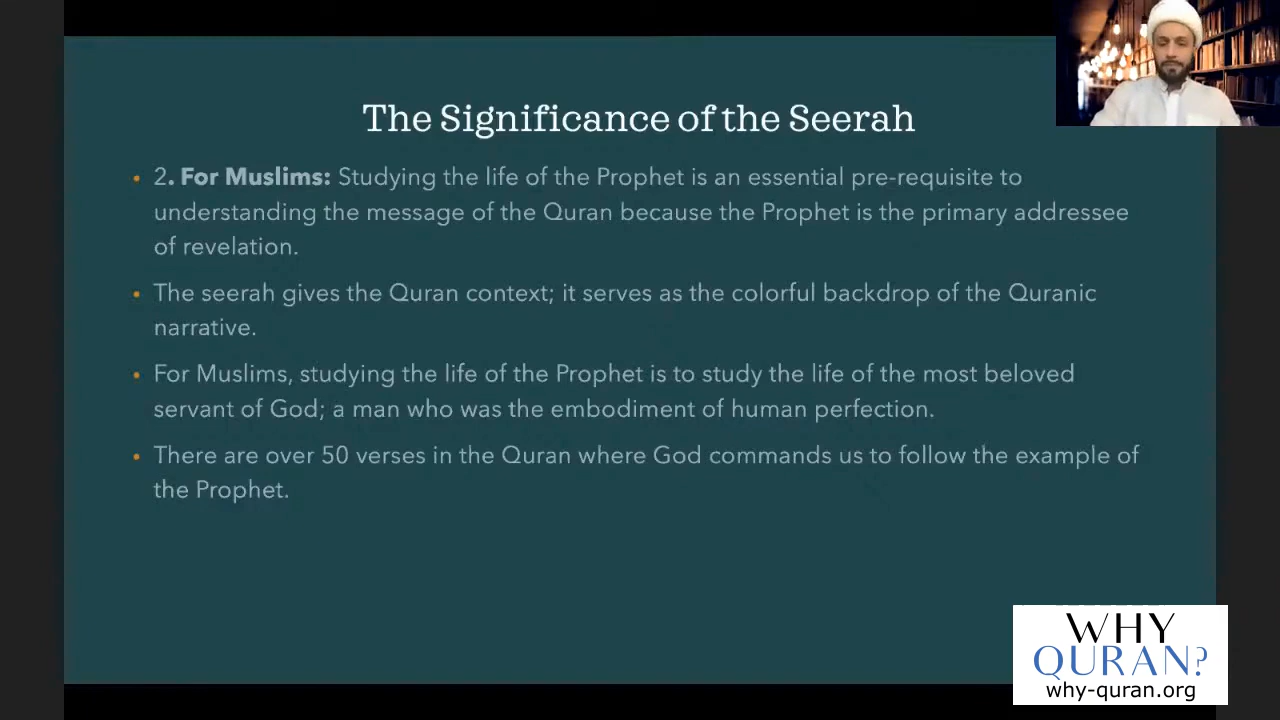 The Significance of the Seerah
• 2. For Muslims: Studying the life of the Prophet is an essential pre-requisite to
understanding the message of the Quran because the Prophet is the primary addressee
of revelation.
• The seerah gives the Quran context; it serves as the colorful backdrop of the Quranic
narrative.
• For Muslims, studying the life of the Prophet is to study the life of the most beloved
servant of God; a man who was the embodiment of human perfection.
• There are over 50 verses in the Quran where God commands us to follow the example of
the Prophet.
WHY
QURAN?
why-quran.org